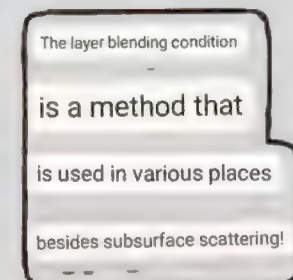 The layer blending condition
is a method that
is used in various places
besides subsurface scattering!